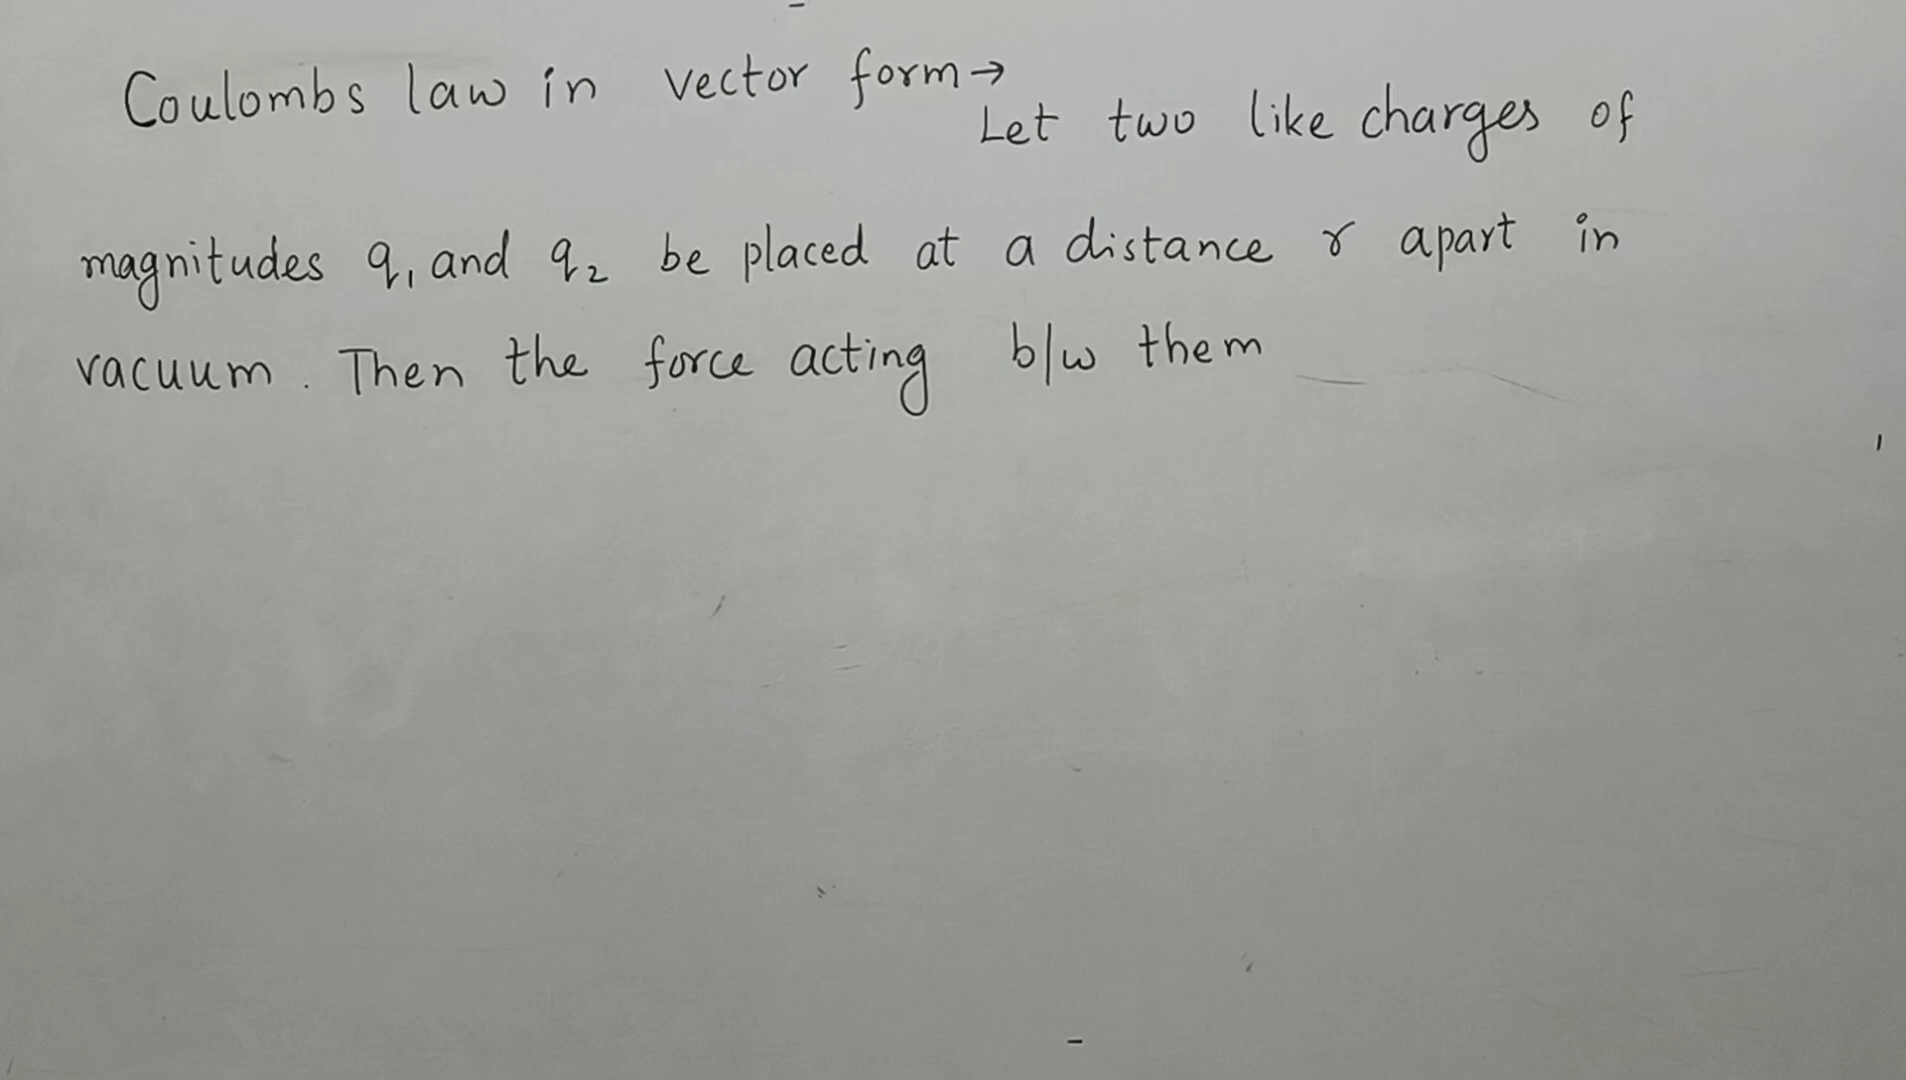 Coulombs law in vector form→
Let two like charges of
magnitudes q₁ and q₂ be placed at a distance r apart in
vacuum. Then the force acting b/w them